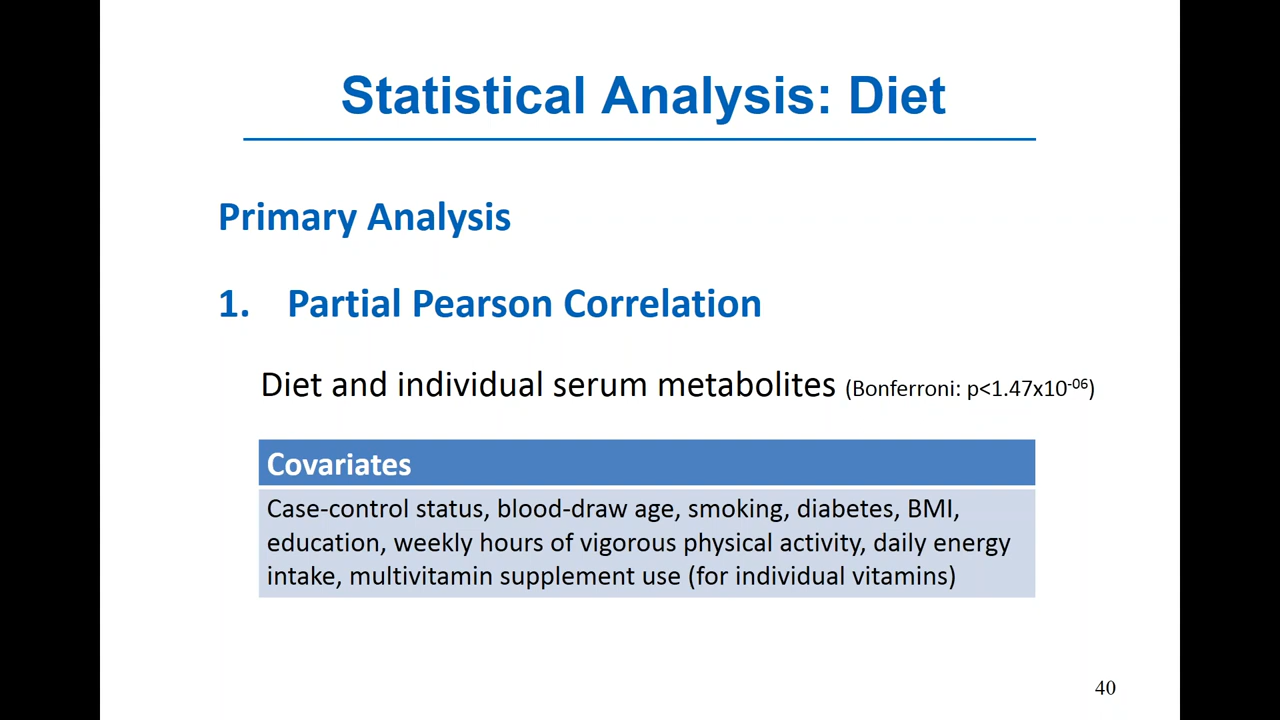 Statistical Analysis: Diet
Primary Analysis
1. Partial Pearson Correlation
Diet and individual serum metabolites (Bonferroni: p<1.47x10⁻⁰⁶)
Covariates
Case-control status, blood-draw age, smoking, diabetes, BMI,
education, weekly hours of vigorous physical activity, daily energy
intake, multivitamin supplement use (for individual vitamins)
40